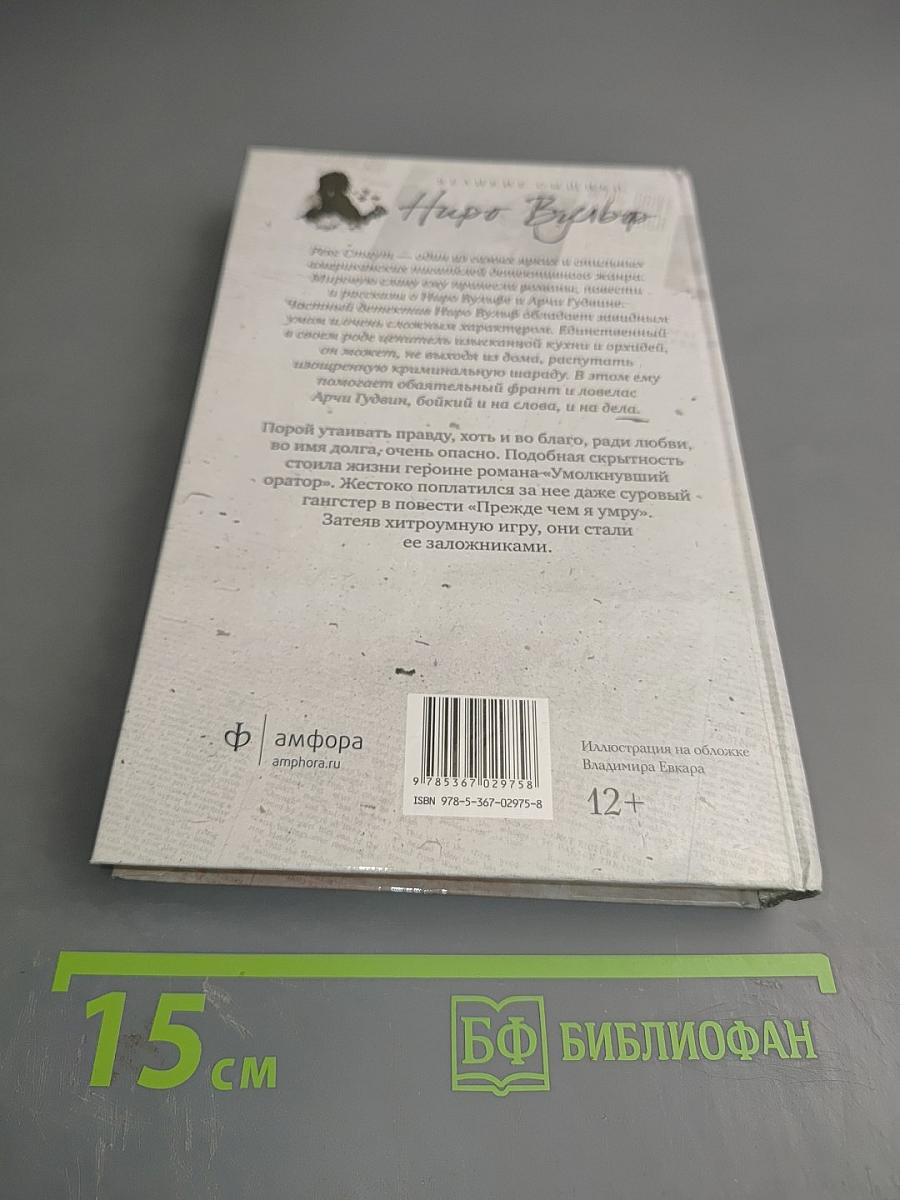 Ниро Вульф
Рекс Стаут — один из самых ярких и
американских писателей детективного жанра.
Мировую славу ему принесли романы, повести
и рассказы о Ниро Вульфе и Арчи Гудвине.
Частный детектив Ниро Вульф обладает завидным
умом и очень сложным характером. Единственный
в своем роде ценитель изысканной кухни и орхидей,
он может, не выходя из дома, распутать
изощренную криминальную шараду. В этом ему
помогает обаятельный франт и ловелас
Арчи Гудвин, бойкий и на слова, и на дела.
Порой утаивать правду, хоть и во благо, ради любви,
во имя долга, очень опасно. Подобная скрытность
стоила жизни героине романа «Умолкнувший
оратор». Жестоко поплатился за нее даже суровый
гангстер в повести «Прежде чем я умру».
Затеяв хитроумную игру, они стали
ее заложниками.
ф амфора
amphora.ru
9 785367 029758
ISBN 978-5-367-02975-8
Иллюстрация на обложке
Владимира Евкара
12+
15 см
БФ БИБЛИОФАН